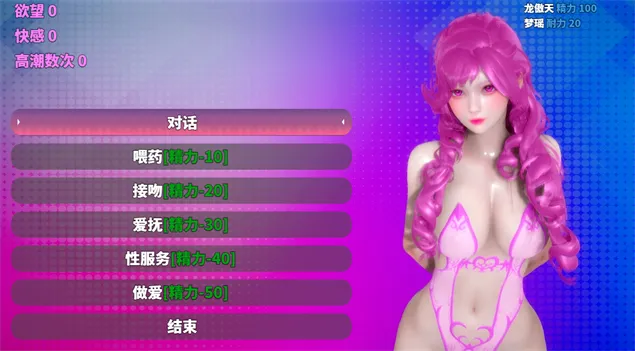 欲望 0
快感 0
高潮数次 0
龙傲天 精力 100
梦瑶 耐力 20
对话
喂药[精力-10]
接吻[精力-20]
爱抚[精力-30]
性服务[精力-40]
做爱[精力-50]
结束